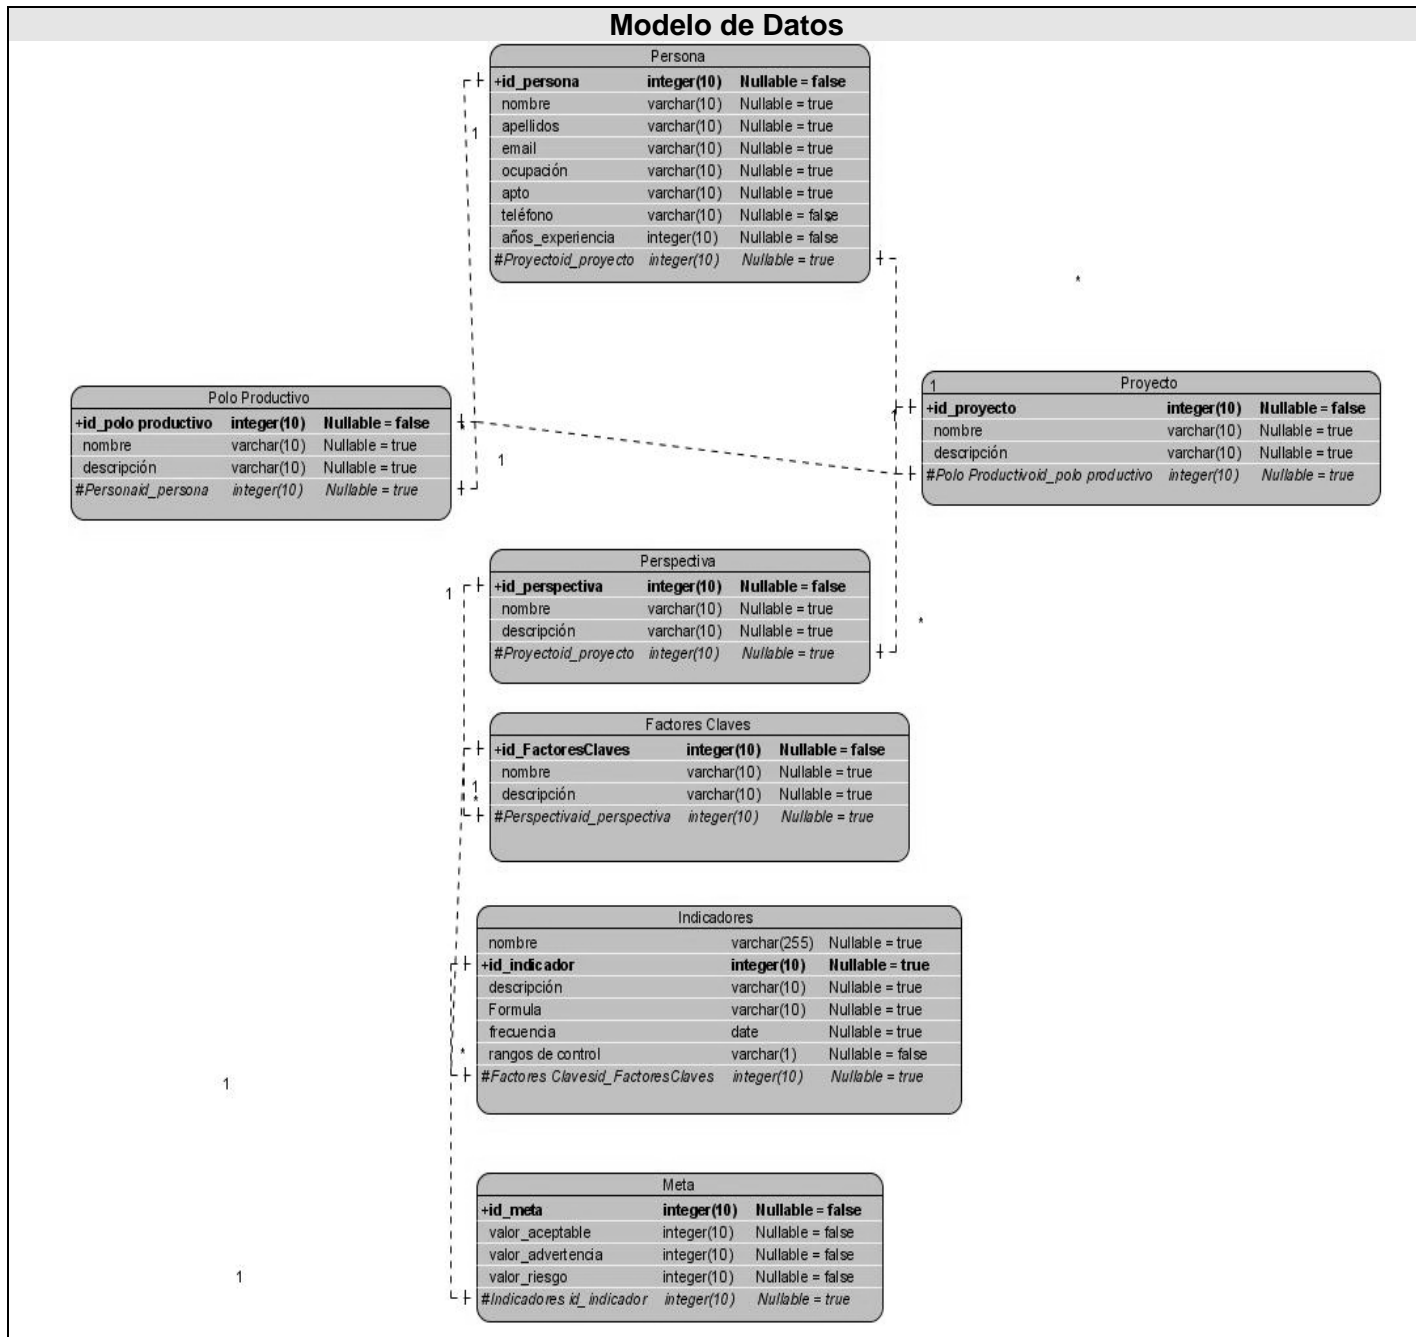 Modelo de Datos
Persona
+id_persona integer(10) Nullable = false
nombre varchar(10) Nullable = true
1
apellidos varchar(10) Nullable = true
email varchar(10) Nullable = true
ocupación varchar(10) Nullable = true
apto varchar(10) Nullable = true
teléfono varchar(10) Nullable = false
*
años_experiencia integer(10) Nullable = false
#Proyectoid_proyecto integer(10) Nullable = true
*
Polo Productivo
+id_polo productivo integer(10) Nullable = false
*
nombre varchar(10) Nullable = true
descripción varchar(10) Nullable = true
#Personaid_persona integer(10) Nullable = true
1
1
Proyecto
1
+id_proyecto integer(10) Nullable = false
nombre varchar(10) Nullable = true
descripción varchar(10) Nullable = true
#Polo Productivoid_polo productivo integer(10) Nullable = true
Perspectiva
1
+id_perspectiva integer(10) Nullable = false
nombre varchar(10) Nullable = true
descripción varchar(10) Nullable = true
*
#Proyectoid_proyecto integer(10) Nullable = true
Factores Claves
+id_FactoresClaves integer(10) Nullable = false
nombre varchar(10) Nullable = true
1
*
descripción varchar(10) Nullable = true
#Perspectivaid_perspectiva integer(10) Nullable = true
Indicadores
nombre varchar(255) Nullable = true
+id_indicador integer(10) Nullable = true
descripción varchar(10) Nullable = true
Formula varchar(10) Nullable = true
frecuencia date Nullable = true
*
rangos de control varchar(1) Nullable = false
#Factores Clavesid_FactoresClaves integer(10) Nullable = true
1
Meta
+id_meta integer(10) Nullable = false
valor_aceptable integer(10) Nullable = false
valor_advertencia integer(10) Nullable = false
1
valor_riesgo integer(10) Nullable = false
#Indicadores id_indicador integer(10) Nullable = true